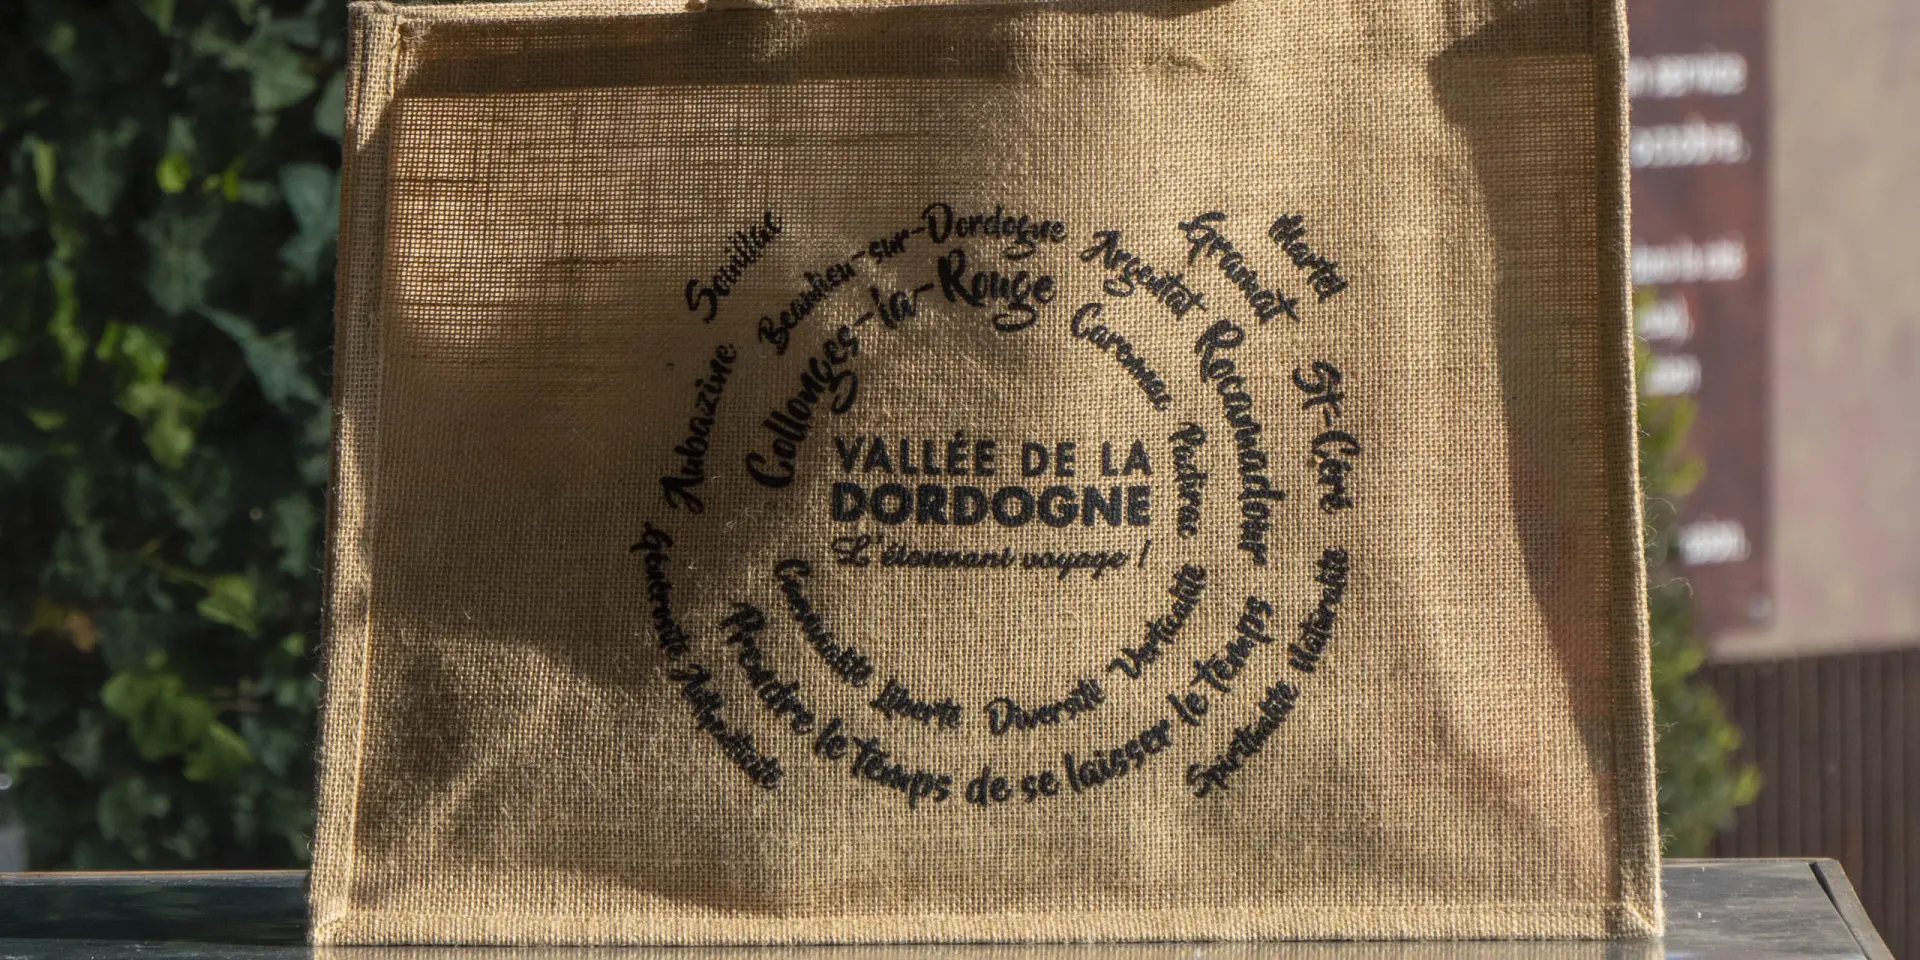 Souillac
Beaulieu-sur-Dordogne
Argentat
Gramat
Martel
Aubazine
Collonges-la-Rouge
Carennac
Rocamadour
St-Céré
Padirac
VALLÉE DE LA
DORDOGNE
L'étonnant voyage !
Générosité
Authenticité
Convivialité
Liberté
Diversité
Verticalité
Prendre le temps de se laisser le temps
Spiritualité
Naturalité